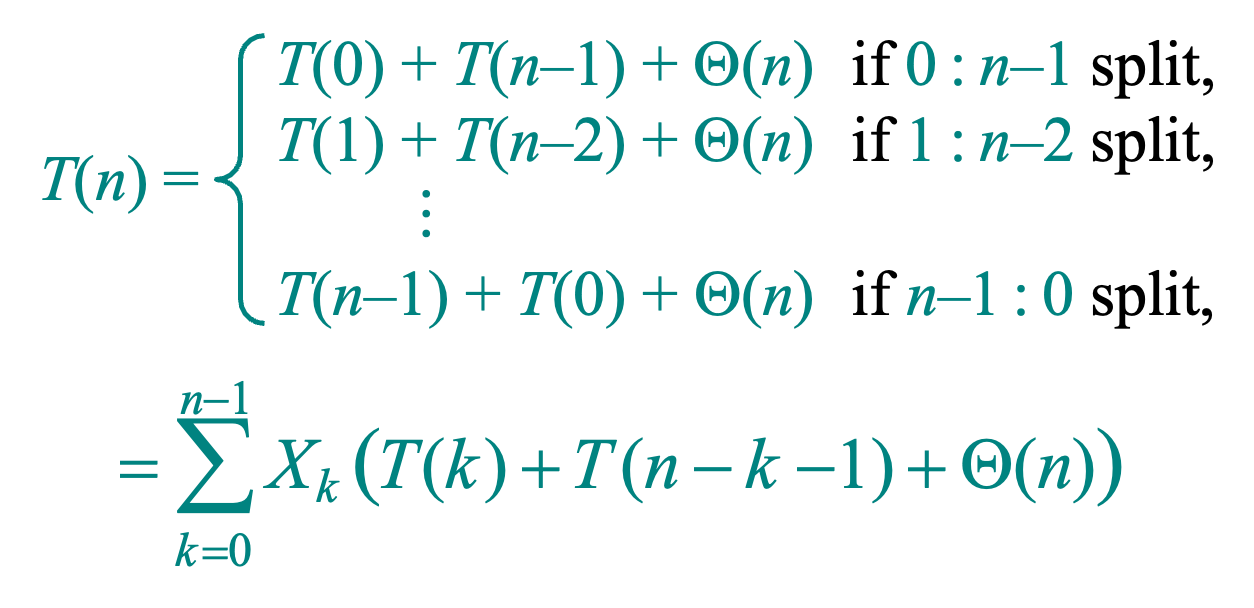 T(n) = { T(0) + T(n–1) + Θ(n) if 0 : n–1 split,
T(1) + T(n–2) + Θ(n) if 1 : n–2 split,
⋮
T(n–1) + T(0) + Θ(n) if n–1 : 0 split,
= \sum_{k=0}^{n-1} X_k (T(k) + T(n − k − 1) + Θ(n))